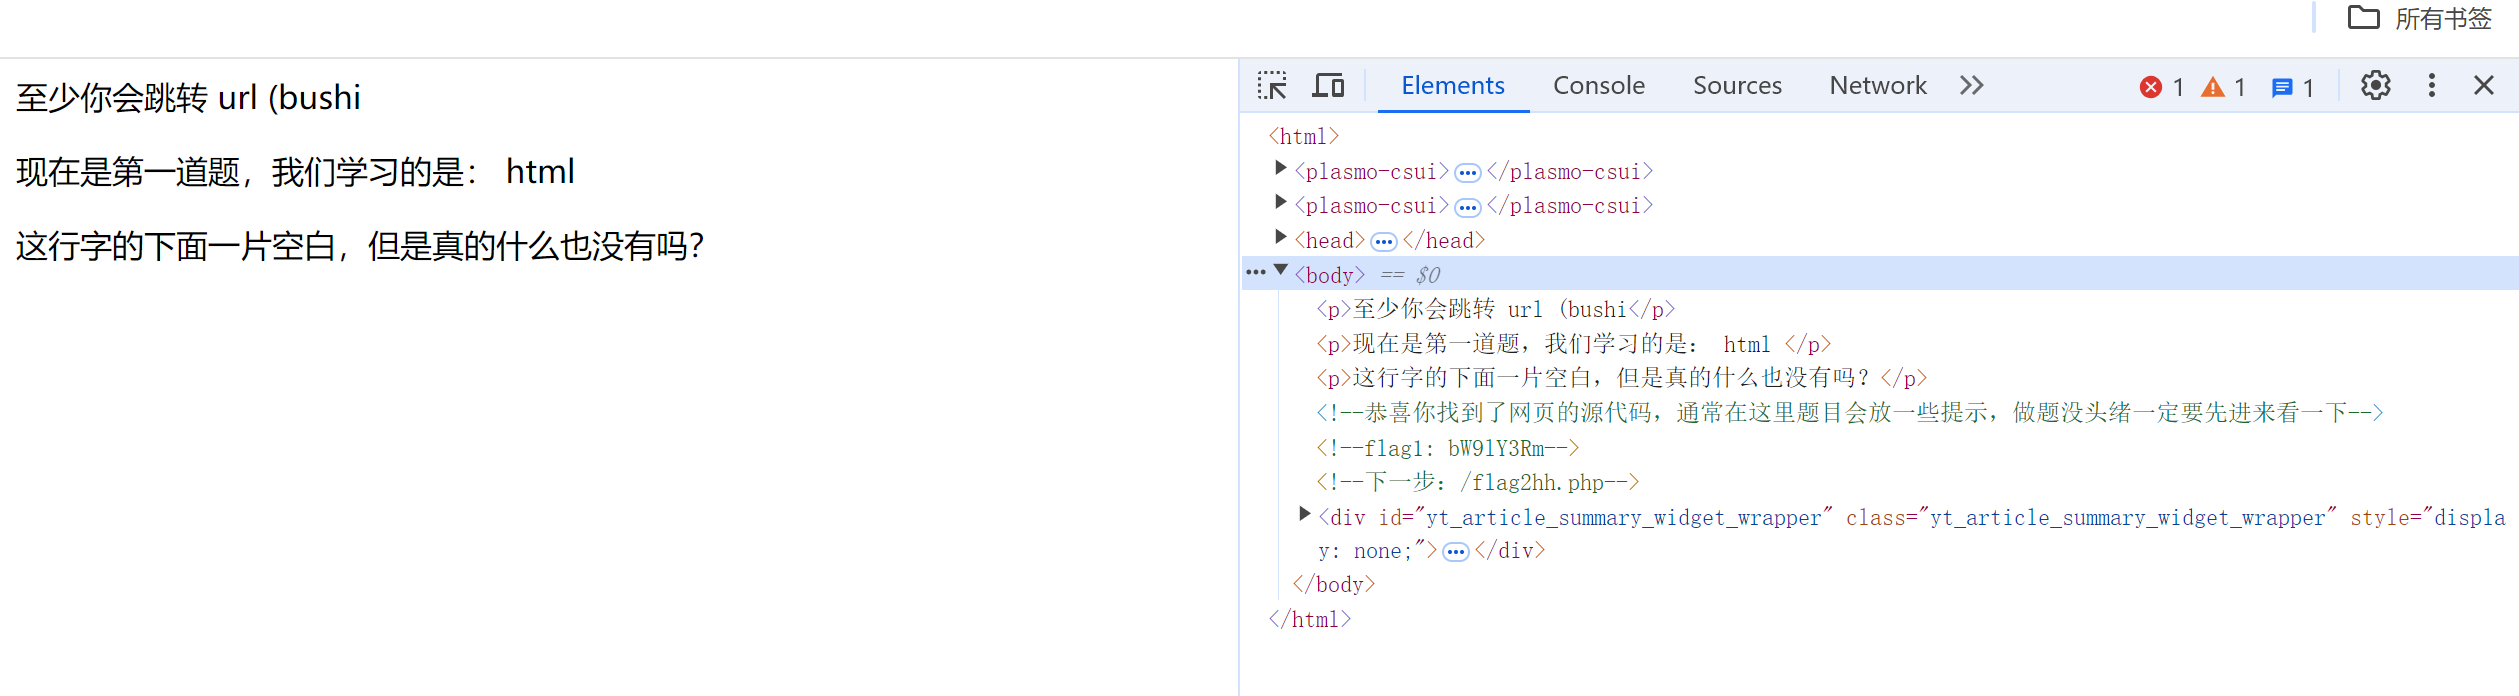 所有书签
至少你会跳转 url (bushi
现在是第一道题，我们学习的是： html
这行字的下面一片空白，但是真的什么也没有吗？
Elements Console Sources Network 1 1 1
<html>
<plasmo-csui>…</plasmo-csui>
<plasmo-csui>…</plasmo-csui>
<head>…</head>
… <body> == $0
<p>至少你会跳转 url (bushi</p>
<p>现在是第一道题，我们学习的是： html </p>
<p>这行字的下面一片空白，但是真的什么也没有吗？</p>
<!--恭喜你找到了网页的源代码，通常在这里题目会放一些提示，做题没头绪一定要先进来看一下-->
<!--flag1: bW9lY3Rm-->
<!--下一步：/flag2hh.php-->
<div id="yt_article_summary_widget_wrapper" class="yt_article_summary_widget_wrapper" style="displa
y: none;">…</div>
</body>
</html>